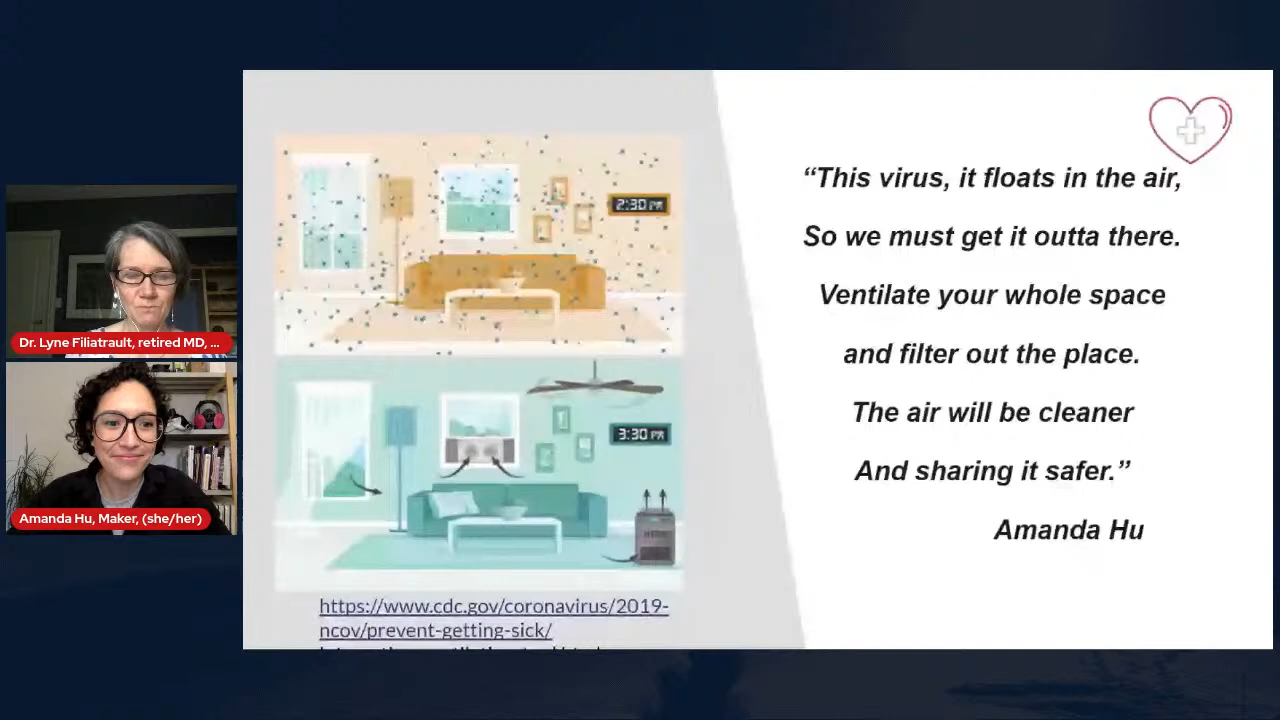 Dr. Lyne Filiatrault, retired MD, ...
Amanda Hu, Maker, (she/her)
2:30 PM
3:30 PM
https://www.cdc.gov/coronavirus/2019-
ncov/prevent-getting-sick/
“This virus, it floats in the air,
So we must get it outta there.
Ventilate your whole space
and filter out the place.
The air will be cleaner
And sharing it safer.”
Amanda Hu